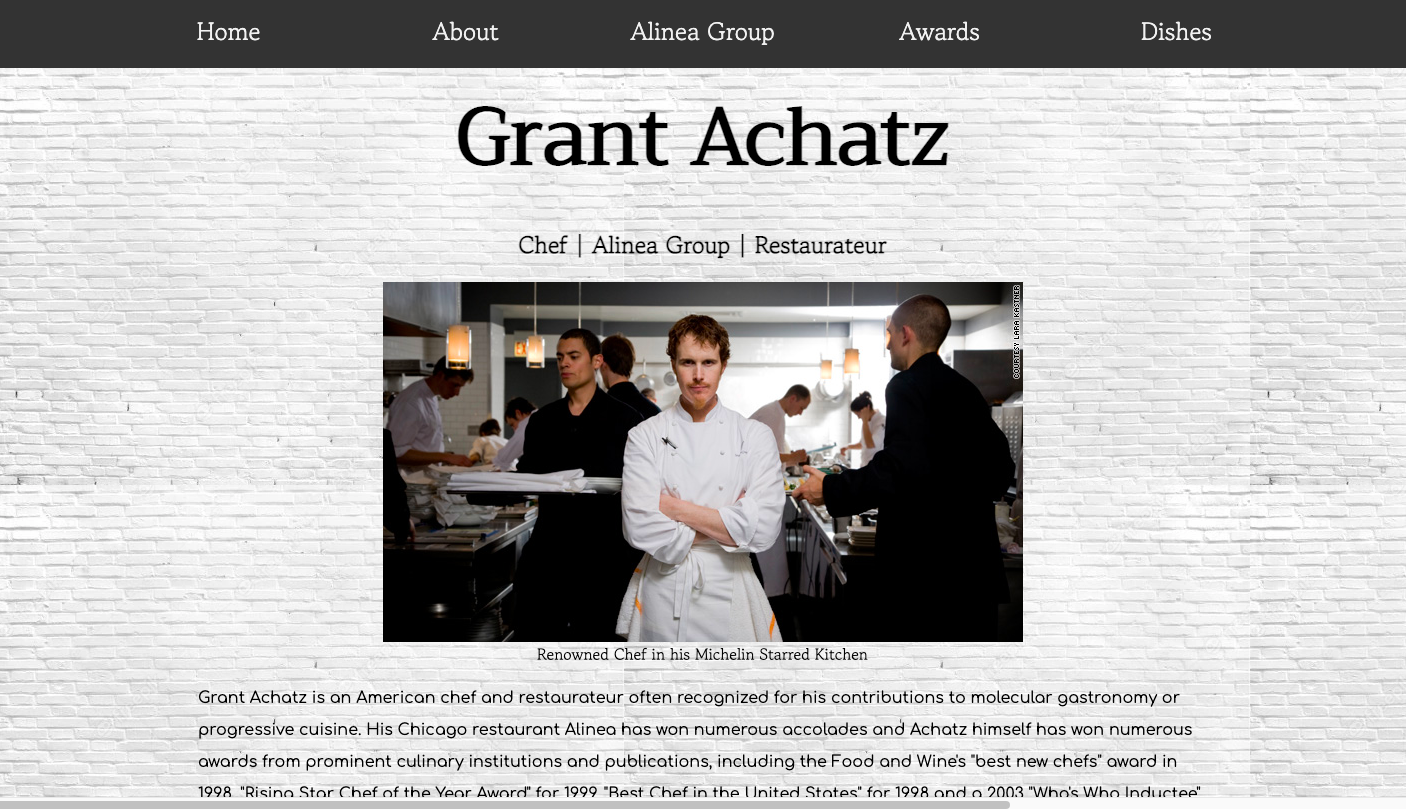 Home About Alinea Group Awards Dishes
Grant Achatz
Chef | Alinea Group | Restaurateur
COURTESY LARA KASTNER
Renowned Chef in his Michelin Starred Kitchen
Grant Achatz is an American chef and restaurateur often recognized for his contributions to molecular gastronomy or
progressive cuisine. His Chicago restaurant Alinea has won numerous accolades and Achatz himself has won numerous
awards from prominent culinary institutions and publications, including the Food and Wine's "best new chefs" award in
1998, "Rising Star Chef of the Year Award" for 1999, "Best Chef in the United States" for 1998 and a 2003 "Who's Who Inductee"